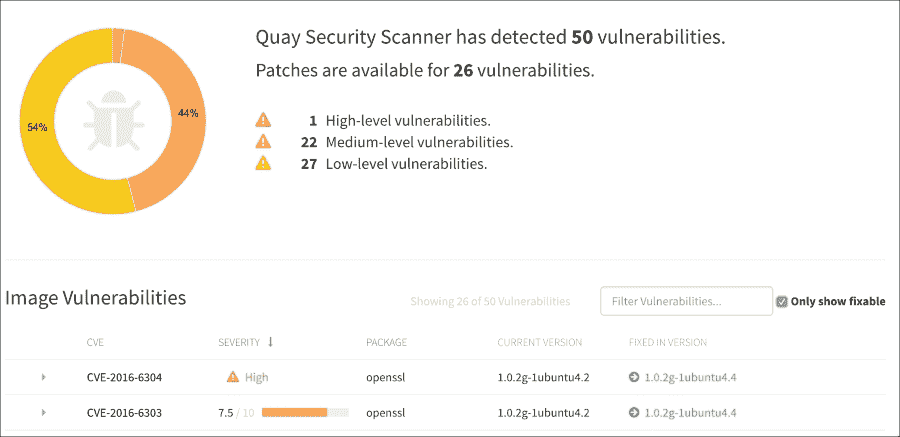 Quay Security Scanner has detected 50 vulnerabilities.
Patches are available for 26 vulnerabilities.
54%
44%
1 High-level vulnerabilities.
22 Medium-level vulnerabilities.
27 Low-level vulnerabilities.
Image Vulnerabilities
Showing 26 of 50 Vulnerabilities
Filter Vulnerabilities...
Only show fixable
CVE SEVERITY ↓ PACKAGE CURRENT VERSION FIXED IN VERSION
CVE-2016-6304 High openssl 1.0.2g-1ubuntu4.2 1.0.2g-1ubuntu4.4
CVE-2016-6303 7.5 / 10 openssl 1.0.2g-1ubuntu4.2 1.0.2g-1ubuntu4.4